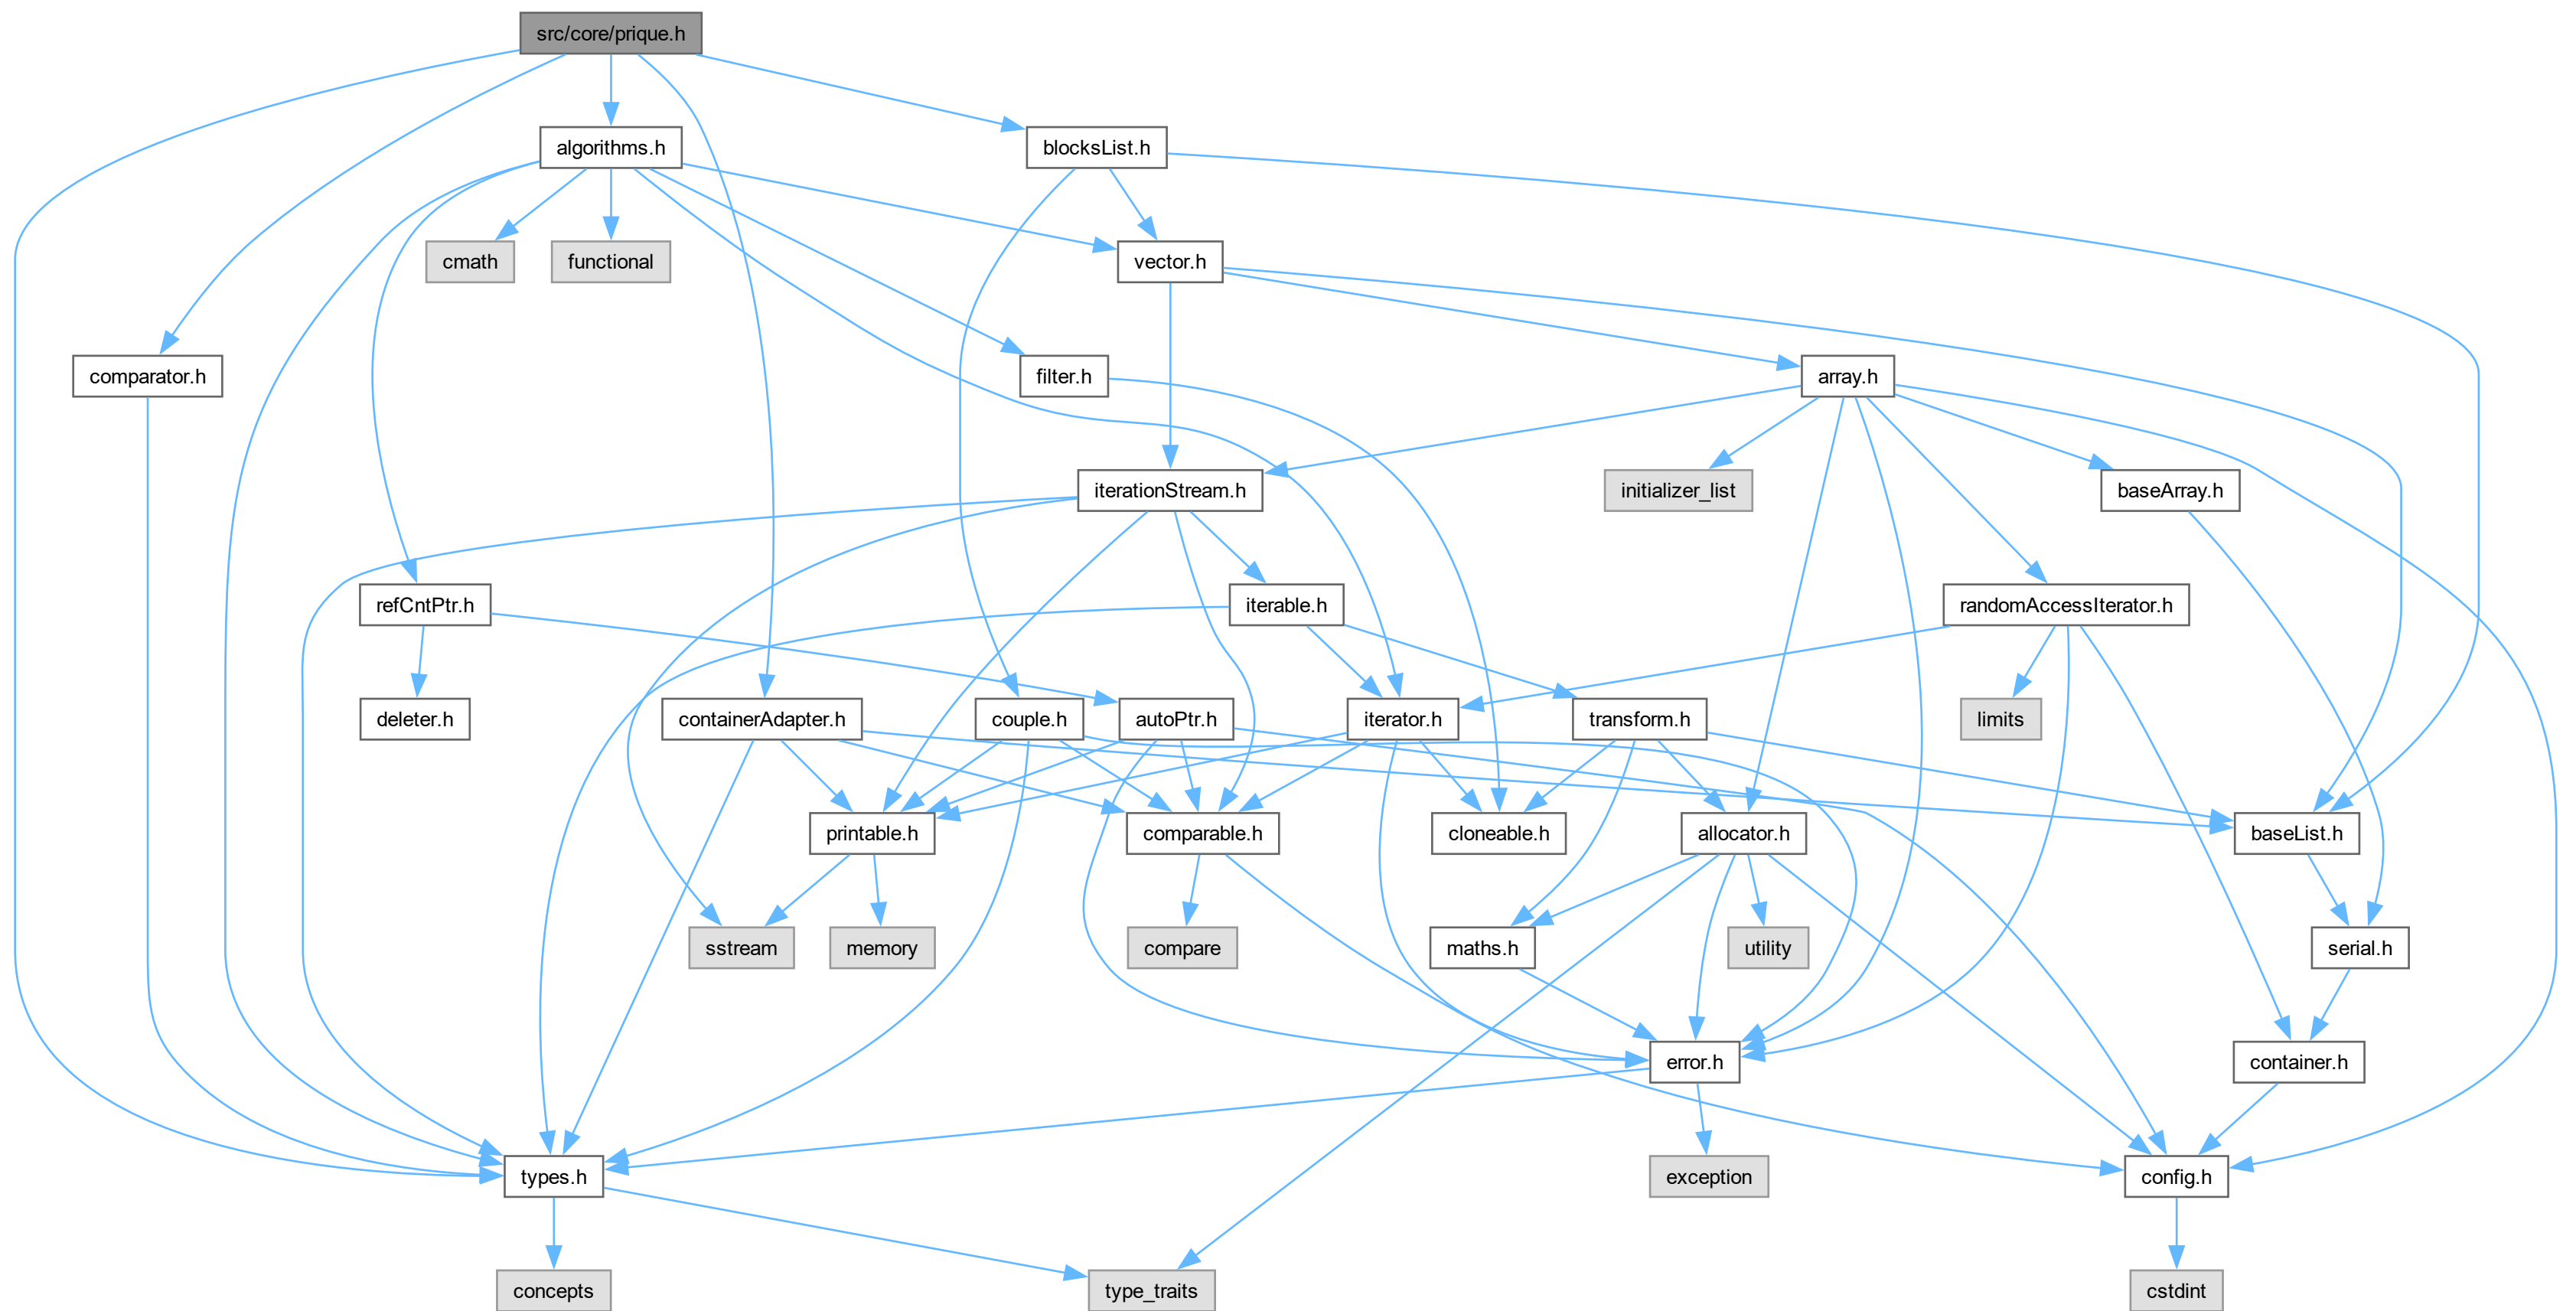 src/core/prique.h
algorithms.h
blocksList.h
cmath
functional
vector.h
comparator.h
filter.h
array.h
iterationStream.h
initializer_list
baseArray.h
refCntPtr.h
iterable.h
randomAccessIterator.h
deleter.h
containerAdapter.h
couple.h
autoPtr.h
iterator.h
transform.h
limits
printable.h
comparable.h
cloneable.h
allocator.h
baseList.h
sstream
memory
compare
maths.h
utility
serial.h
error.h
container.h
types.h
exception
config.h
concepts
type_traits
cstdint